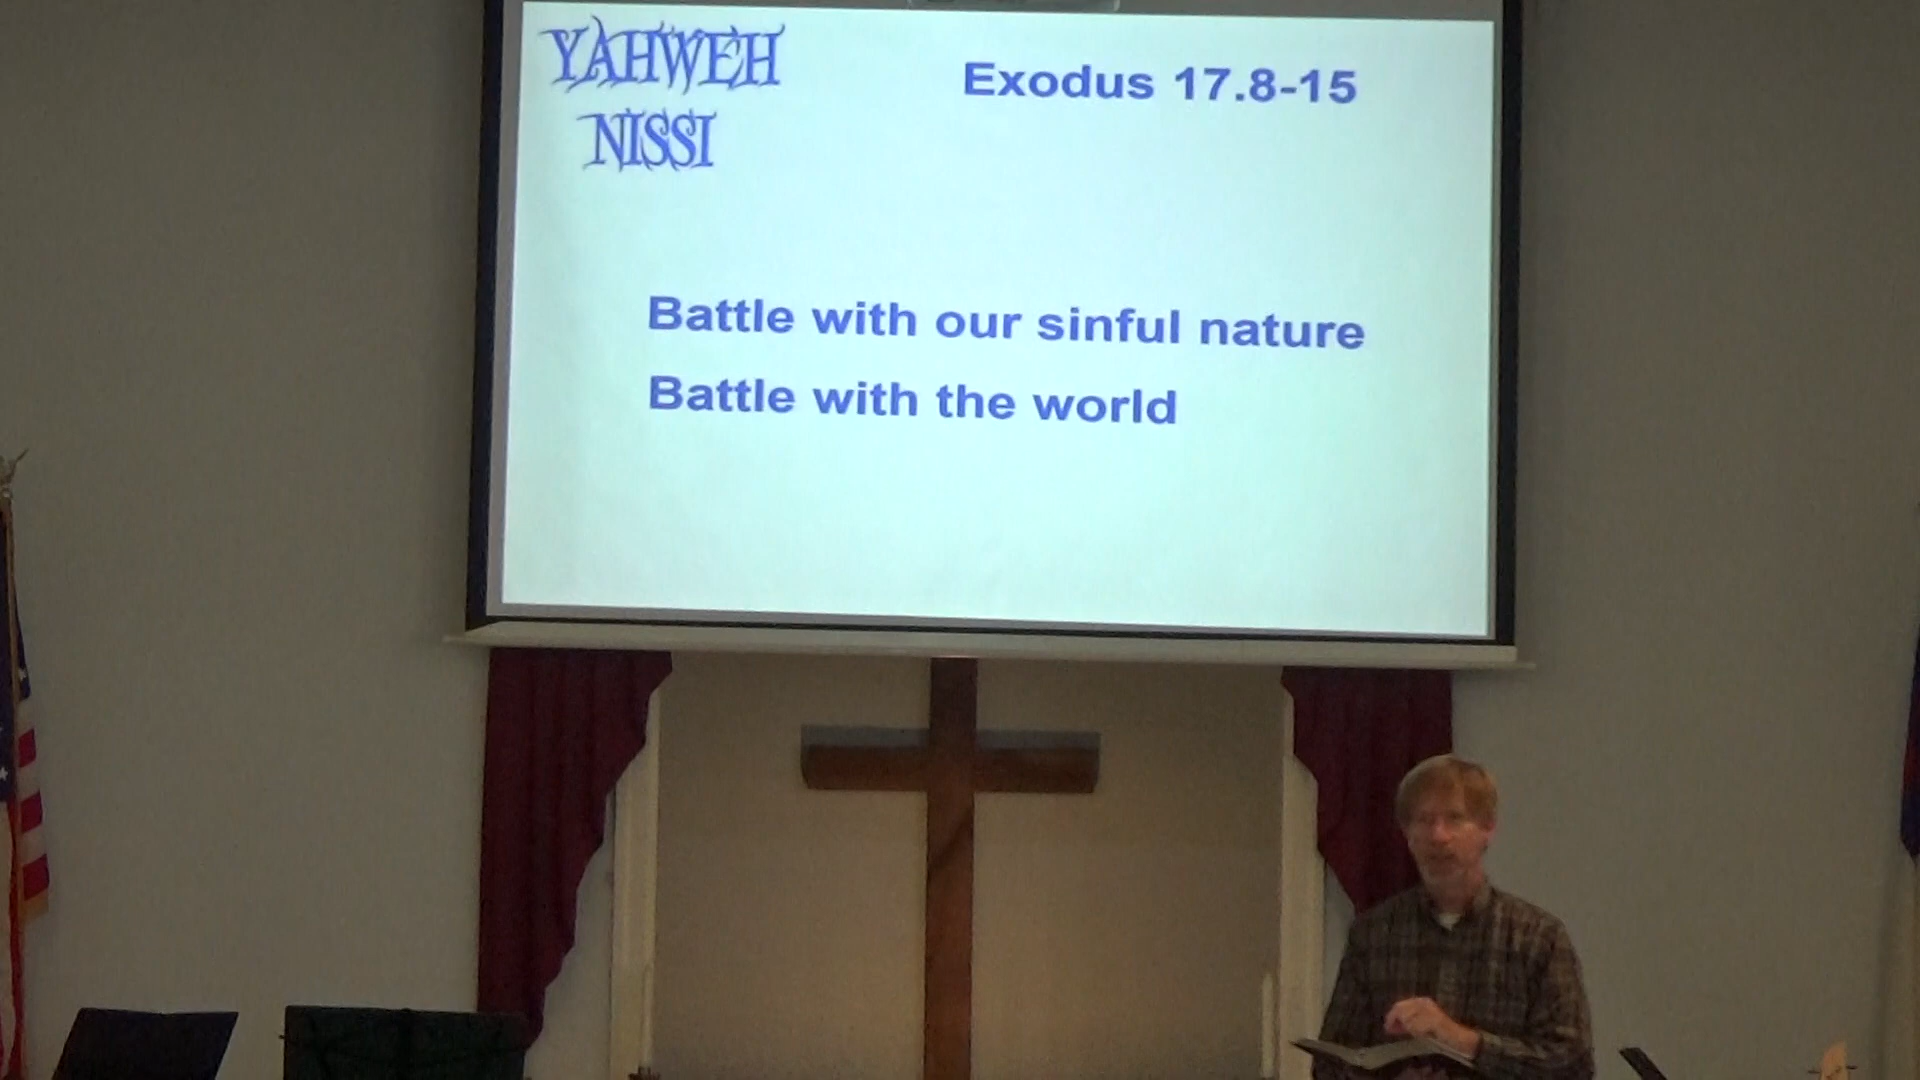 YAHWEH
NISSI
Exodus 17.8-15
Battle with our sinful nature
Battle with the world